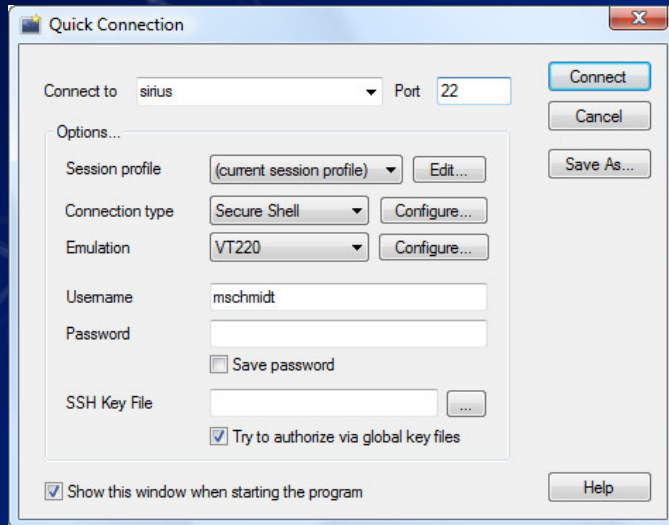 Quick Connection
Connect to sirius Port 22 Connect
Cancel
Options...
Session profile (current session profile) Edit... Save As...
Connection type Secure Shell Configure...
Emulation VT220 Configure...
Username mschmidt
Password
Save password
SSH Key File ...
Try to authorize via global key files
Show this window when starting the program Help